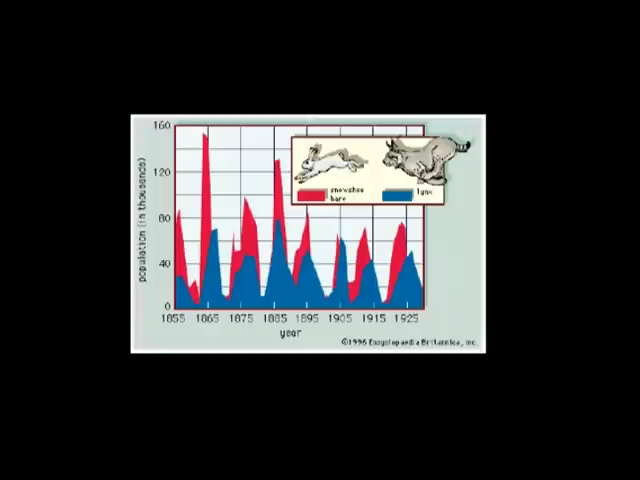 160
120
80
40
0
population (in thousands)
snowshoe
hare
lynx
1855 1865 1875 1885 1895 1905 1915 1925
year
©1996 Encyclopaedia Britannica, Inc.